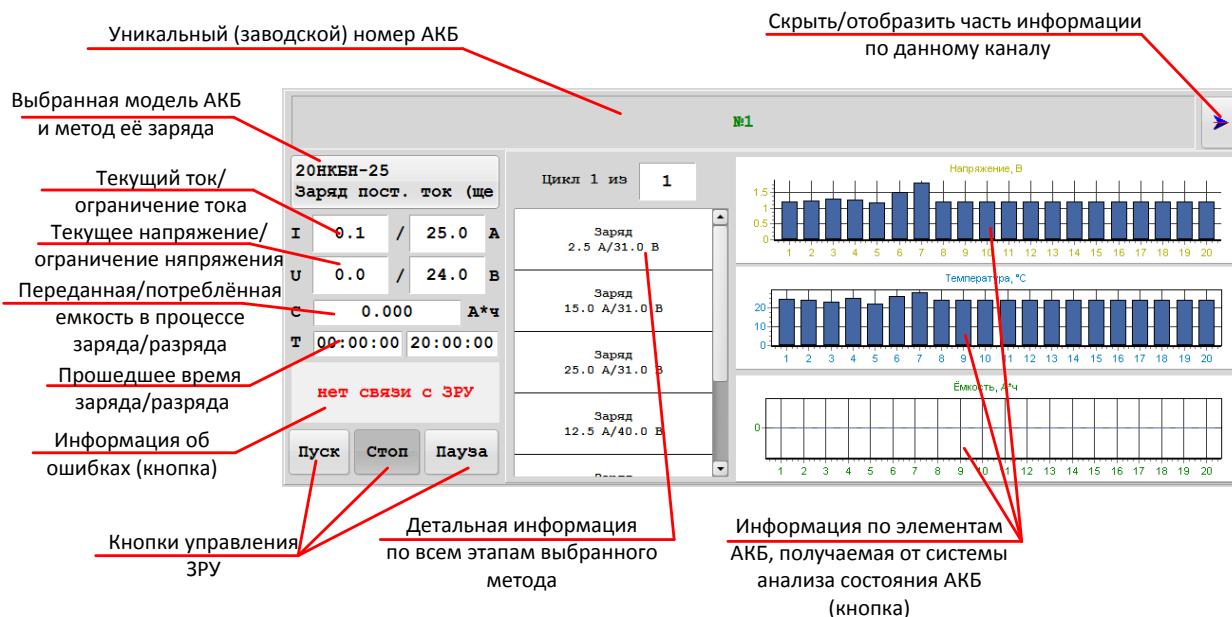 Уникальный (заводской) номер АКБ
Скрыть/отобразить часть информации
по данному каналу
Выбранная модель АКБ
и метод её заряда
Текущий ток/
ограничение тока
Текущее напряжение/
ограничение няпряжения
Переданная/потреблённая
емкость в процессе
заряда/разряда
Прошедшее время
заряда/разряда
Информация об
ошибках (кнопка)
Кнопки управления
ЗРУ
№1
20НКБН-25
Заряд пост. ток (ще
I 0.1 / 25.0 А
U 0.0 / 24.0 В
С 0.000 А*ч
Т 00:00:00 20:00:00
нет связи с ЗРУ
Пуск Стоп Пауза
Цикл 1 из 1
Заряд
2.5 А/31.0 В
Заряд
15.0 А/31.0 В
Заряд
25.0 А/31.0 В
Заряд
12.5 А/40.0 В
Напряжение, В
1.5
1
0.5
0
1 2 3 4 5 6 7 8 9 10 11 12 13 14 15 16 17 18 19 20
Температура, °C
20
10
0
1 2 3 4 5 6 7 8 9 10 11 12 13 14 15 16 17 18 19 20
Ёмкость, А*ч
0
1 2 3 4 5 6 7 8 9 10 11 12 13 14 15 16 17 18 19 20
Детальная информация
по всем этапам выбранного
метода
Информация по элементам
АКБ, получаемая от системы
анализа состояния АКБ
(кнопка)